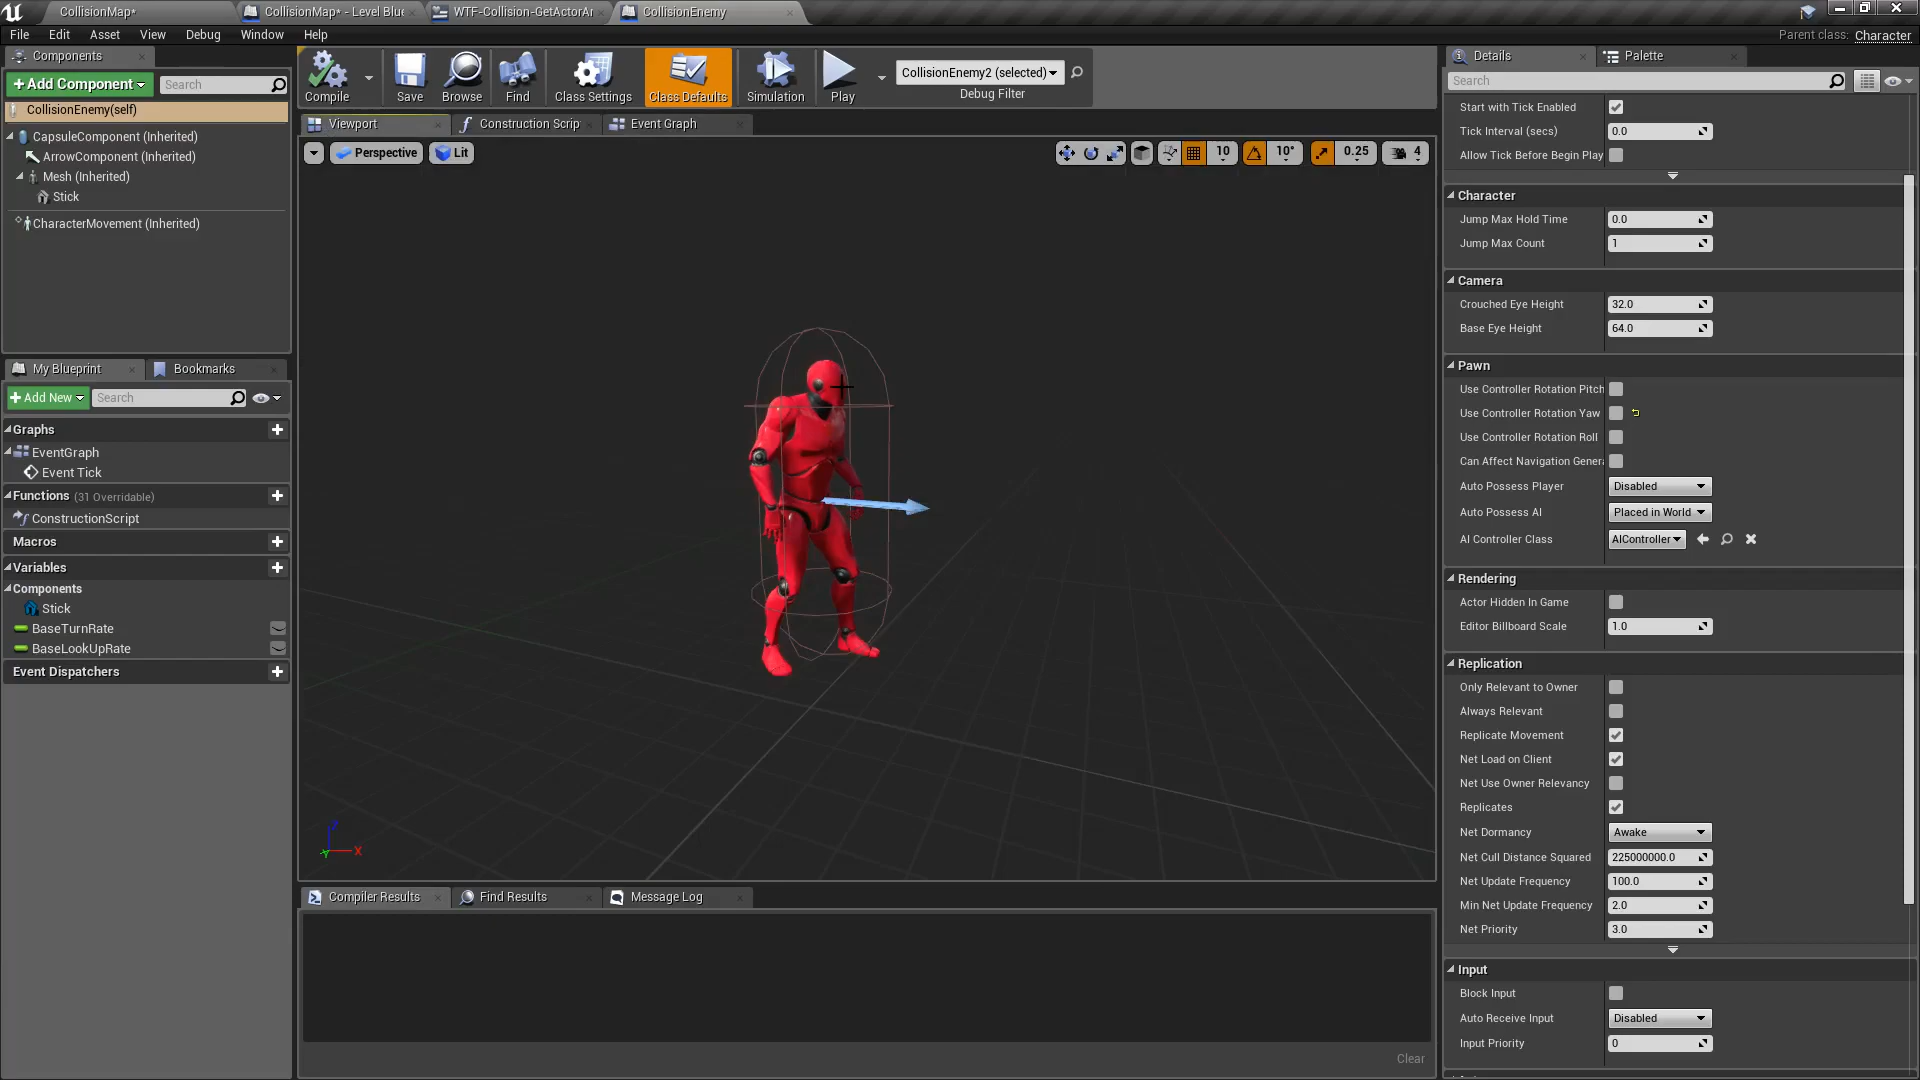 CollisionMap*
CollisionMap* - Level Blue
WTF-Collision-GetActorAr
CollisionEnemy
File Edit Asset View Debug Window Help
Parent class: Character
Components
+Add Component
Search
CollisionEnemy(self)
CapsuleComponent (Inherited)
ArrowComponent (Inherited)
Mesh (Inherited)
Stick
CharacterMovement (Inherited)
My Blueprint
Bookmarks
+Add New
Search
Graphs
EventGraph
Event Tick
Functions (31 Overridable)
ConstructionScript
Macros
Variables
Components
Stick
BaseTurnRate
BaseLookUpRate
Event Dispatchers
Compile
Save
Browse
Find
Class Settings
Class Defaults
Simulation
Play
CollisionEnemy2 (selected)
Debug Filter
Viewport
Construction Scrip
Event Graph
Perspective
Lit
10
10°
0.25
4
Z
X
Y
Compiler Results
Find Results
Message Log
Clear
Details
Palette
Search
Start with Tick Enabled
Tick Interval (secs) 0.0
Allow Tick Before Begin Play
Character
Jump Max Hold Time 0.0
Jump Max Count 1
Camera
Crouched Eye Height 32.0
Base Eye Height 64.0
Pawn
Use Controller Rotation Pitch
Use Controller Rotation Yaw
Use Controller Rotation Roll
Can Affect Navigation Genera
Auto Possess Player Disabled
Auto Possess AI Placed in World
AI Controller Class AIController
Rendering
Actor Hidden In Game
Editor Billboard Scale 1.0
Replication
Only Relevant to Owner
Always Relevant
Replicate Movement
Net Load on Client
Net Use Owner Relevancy
Replicates
Net Dormancy Awake
Net Cull Distance Squared 225000000.0
Net Update Frequency 100.0
Min Net Update Frequency 2.0
Net Priority 3.0
Input
Block Input
Auto Receive Input Disabled
Input Priority 0